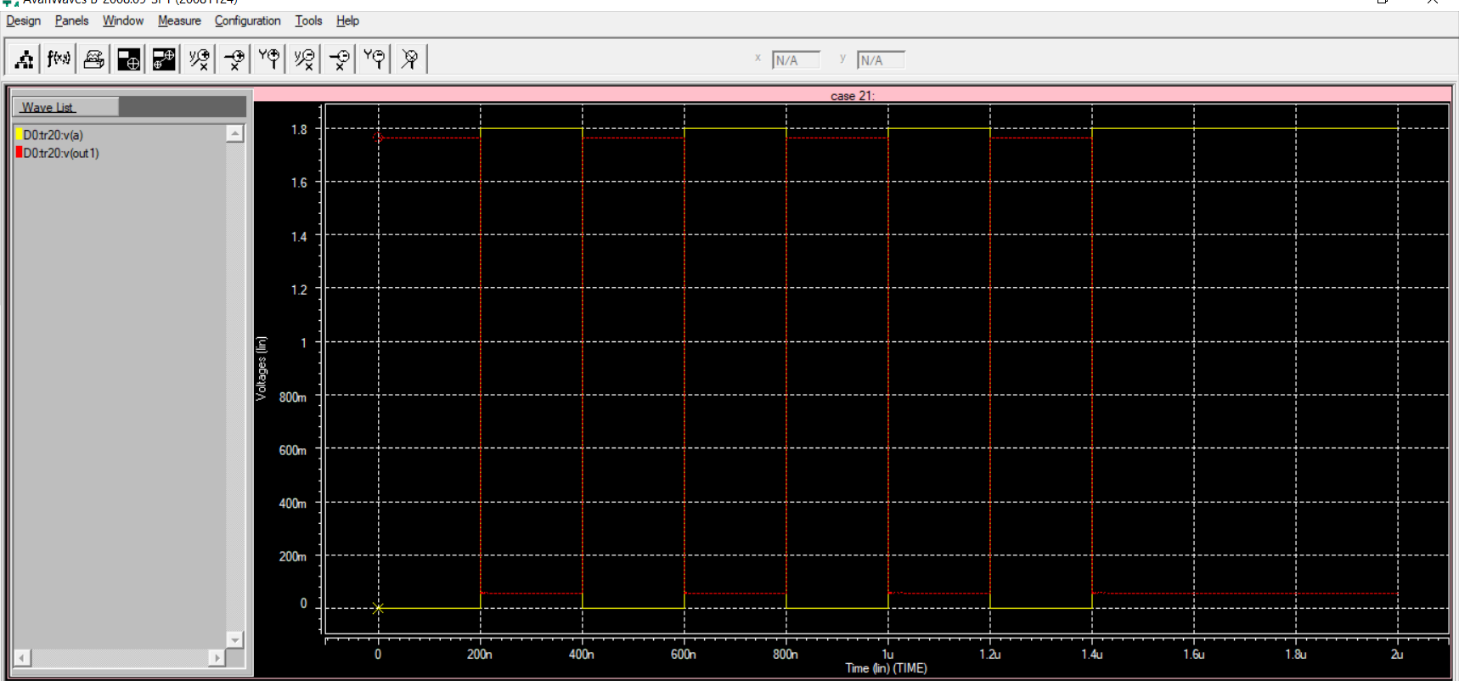 Design Panels Window Measure Configuration Tools Help
f(x)
x N/A y N/A
Wave List
D0:tr20:v(a)
D0:tr20:v(out1)
case 21:
Voltages (lin)
1.8
1.6
1.4
1.2
1
800m
600m
400m
200m
0
0 200n 400n 600n 800n 1u 1.2u 1.4u 1.6u 1.8u 2u
Time (lin) (TIME)